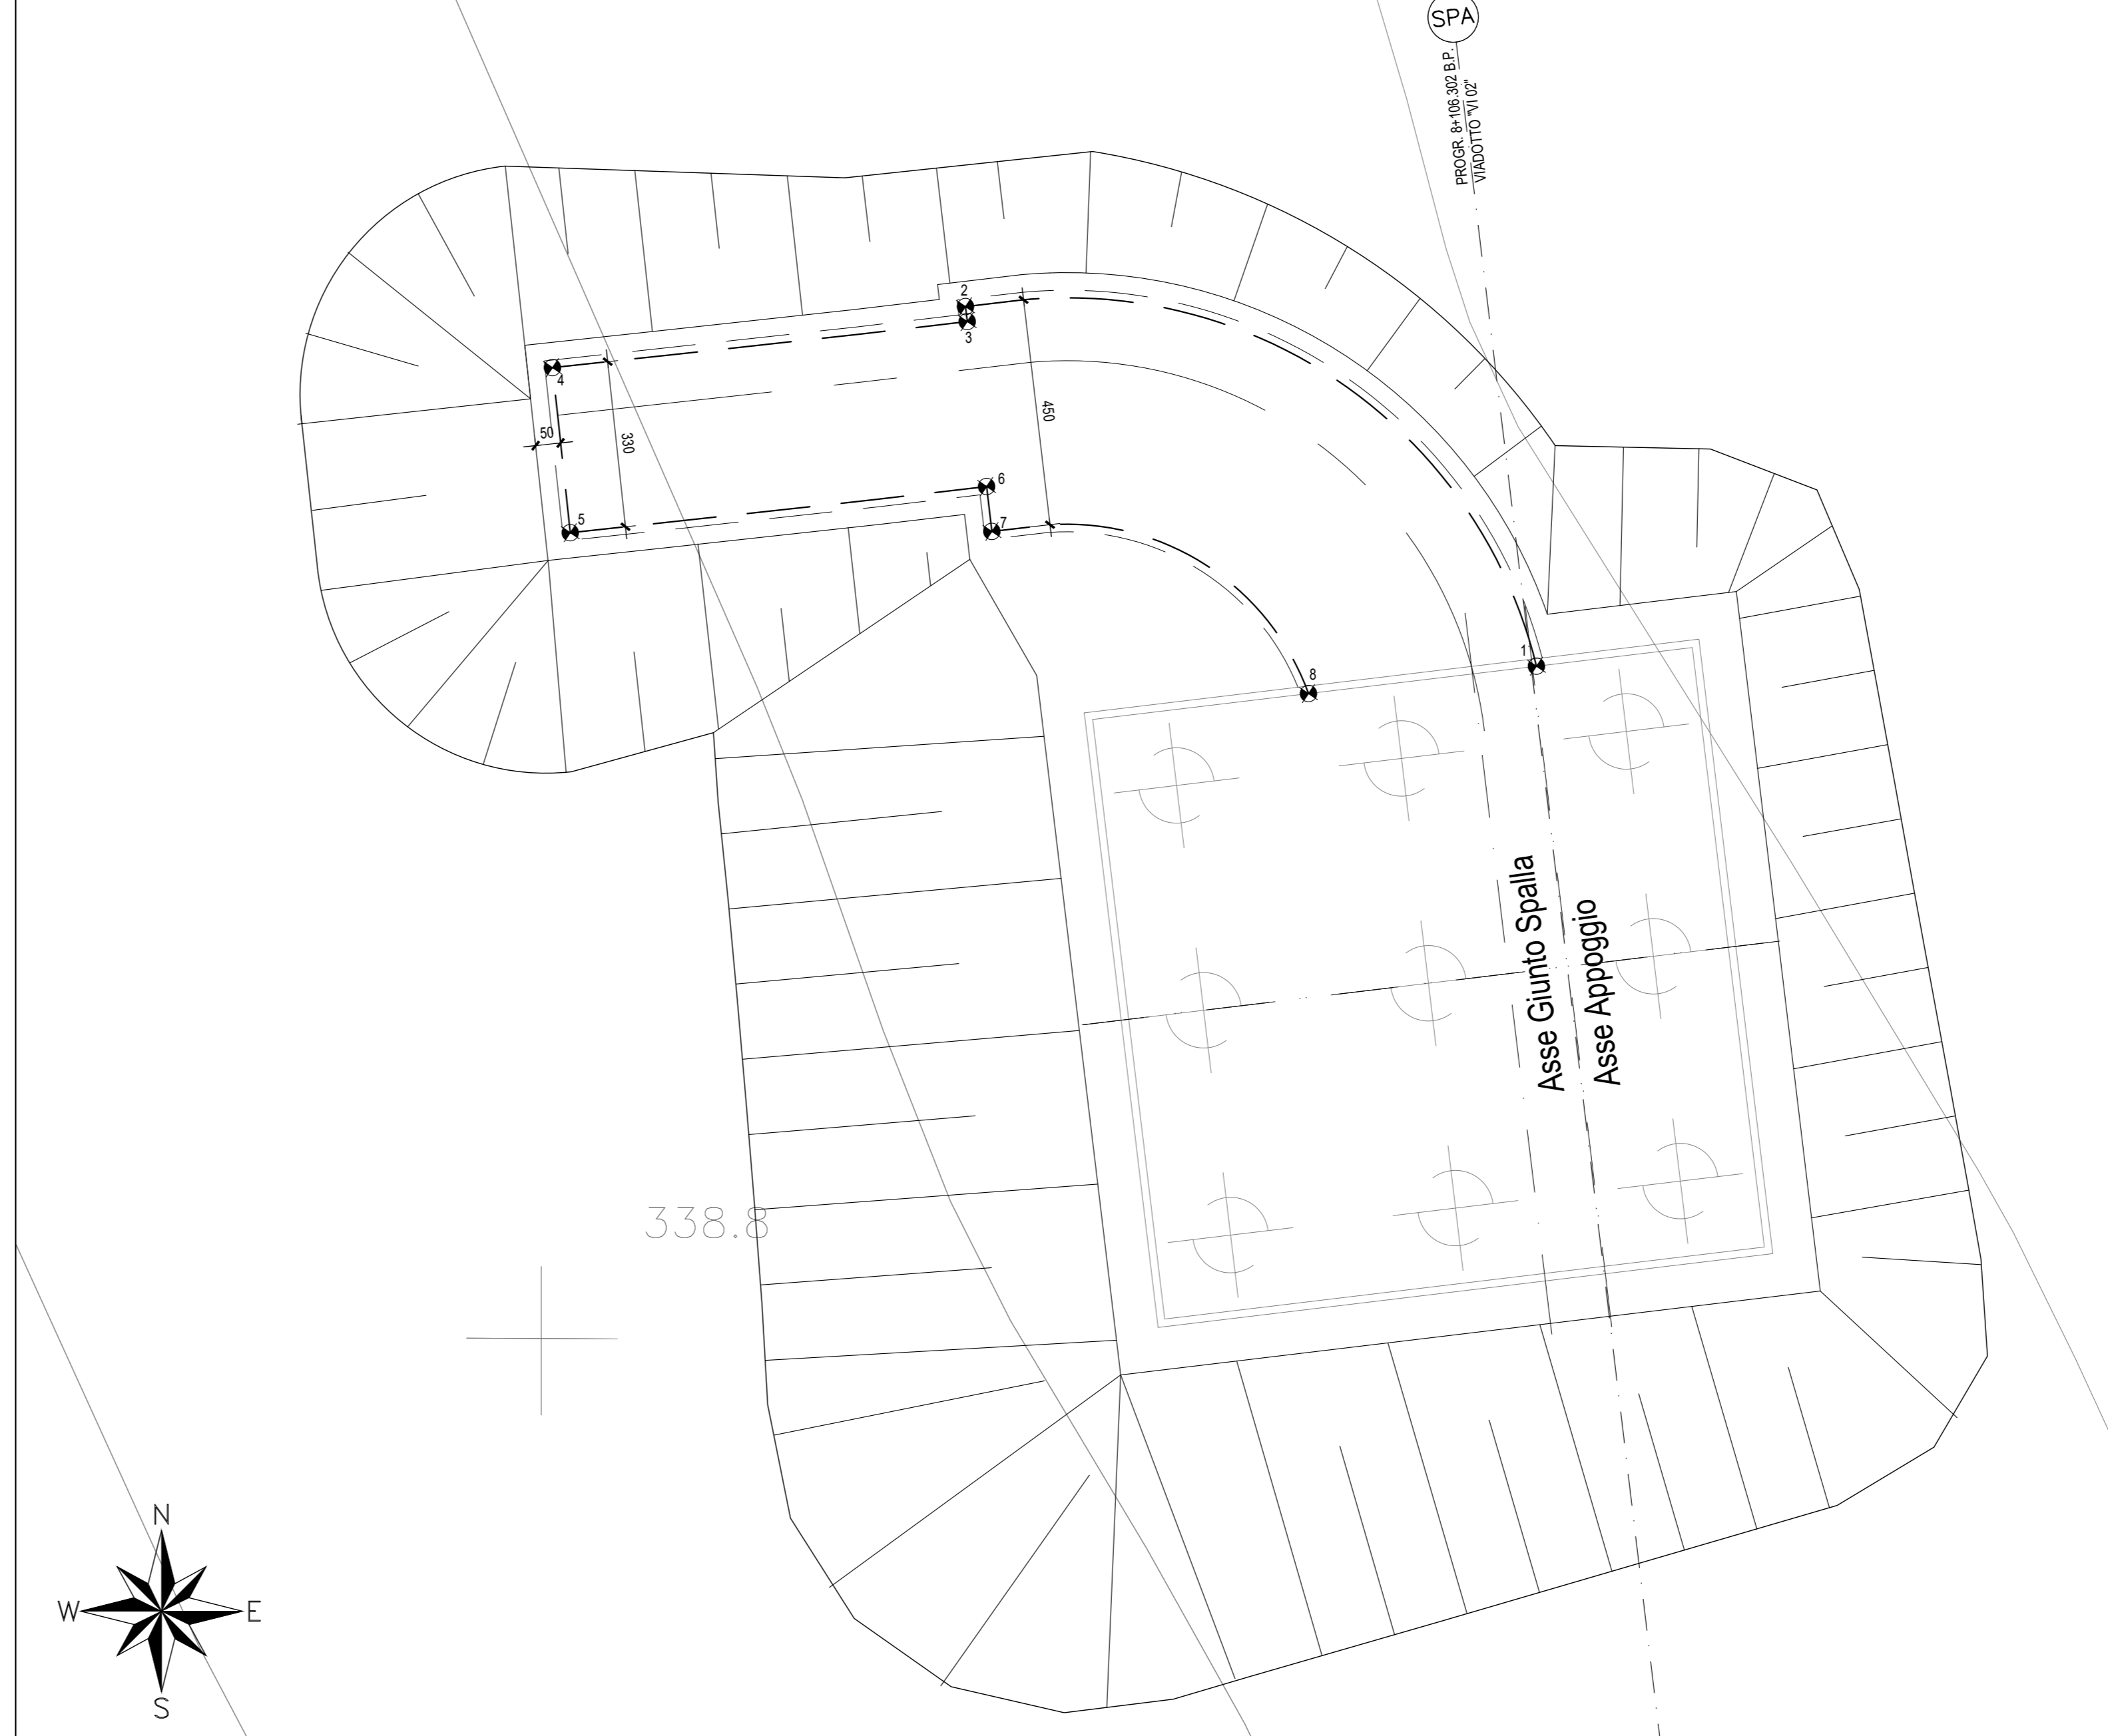 SPA
PROGR. 8+106.302 B.P.
VIADOTTO "VI 02"
2
3
4
450
50
330
6
5
7
1
8
Asse Giunto Spalla
Asse Appoggio
338.8
N
W
E
S